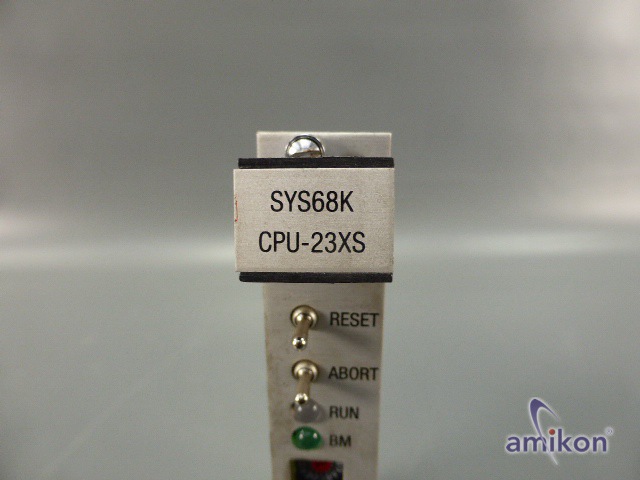 SYS68K
CPU-23XS
RESET
ABORT
RUN
BM
amikon